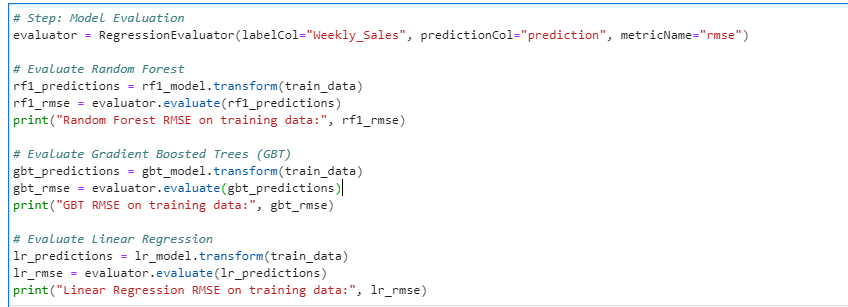 # Step: Model Evaluation
evaluator = RegressionEvaluator(labelCol="Weekly_Sales", predictionCol="prediction", metricName="rmse")
# Evaluate Random Forest
rf1_predictions = rf1_model.transform(train_data)
rf1_rmse = evaluator.evaluate(rf1_predictions)
print("Random Forest RMSE on training data:", rf1_rmse)
# Evaluate Gradient Boosted Trees (GBT)
gbt_predictions = gbt_model.transform(train_data)
gbt_rmse = evaluator.evaluate(gbt_predictions)
print("GBT RMSE on training data:", gbt_rmse)
# Evaluate Linear Regression
lr_predictions = lr_model.transform(train_data)
lr_rmse = evaluator.evaluate(lr_predictions)
print("Linear Regression RMSE on training data:", lr_rmse)